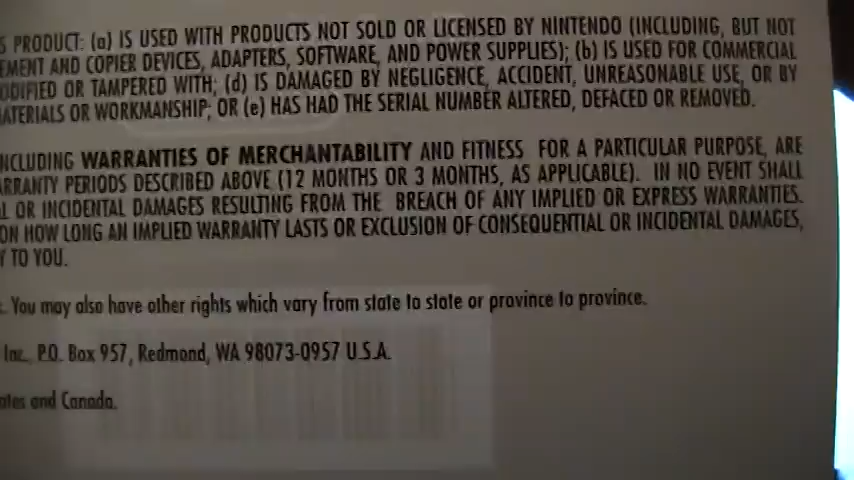 S PRODUCT: (a) IS USED WITH PRODUCTS NOT SOLD OR LICENSED BY NINTENDO (INCLUDING, BUT NOT
EMENT AND COPIER DEVICES, ADAPTERS, SOFTWARE, AND POWER SUPPLIES); (b) IS USED FOR COMMERCIAL
ODIFIED OR TAMPERED WITH; (d) IS DAMAGED BY NEGLIGENCE, ACCIDENT, UNREASONABLE USE, OR BY
ATERIALS OR WORKMANSHIP; OR (e) HAS HAD THE SERIAL NUMBER ALTERED, DEFACED OR REMOVED.
NCLUDING WARRANTIES OF MERCHANTABILITY AND FITNESS FOR A PARTICULAR PURPOSE, ARE
RRANTY PERIODS DESCRIBED ABOVE (12 MONTHS OR 3 MONTHS, AS APPLICABLE). IN NO EVENT SHALL
L OR INCIDENTAL DAMAGES RESULTING FROM THE BREACH OF ANY IMPLIED OR EXPRESS WARRANTIES.
ON HOW LONG AN IMPLIED WARRANTY LASTS OR EXCLUSION OF CONSEQUENTIAL OR INCIDENTAL DAMAGES,
Y TO YOU.
. You may also have other rights which vary from state to state or province to province.
Inc., P.O. Box 957, Redmond, WA 98073-0957 U.S.A.
ates and Canada.